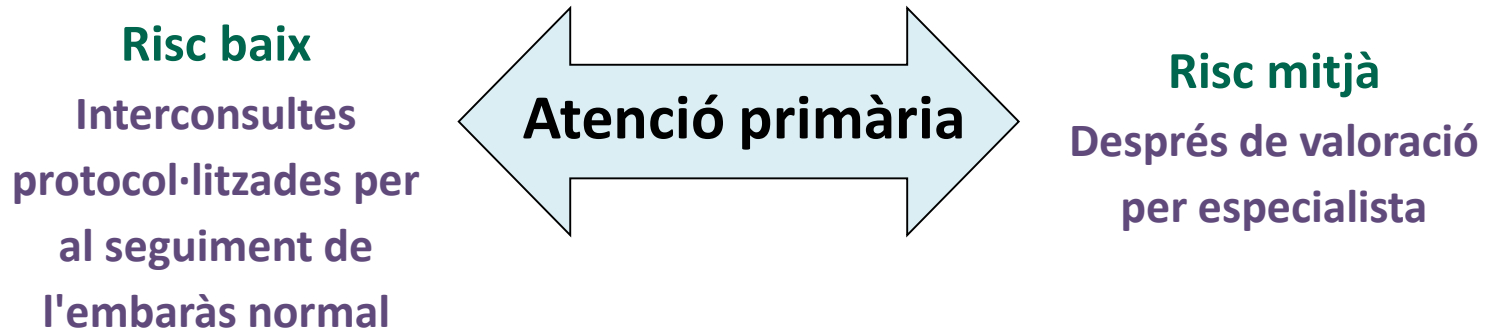 Risc baix
Interconsultes
protocol·litzades per
al seguiment de
l'embaràs normal
Atenció primària
Risc mitjà
Després de valoració
per especialista